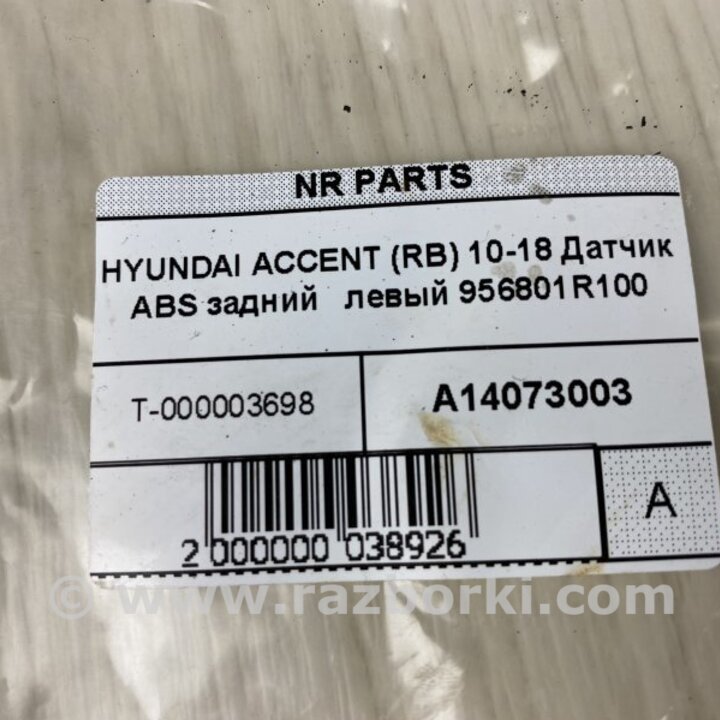 NR PARTS
HYUNDAI ACCENT (RB) 10-18 Датчик
ABS задний левый 956801R100
T-000003698
A14073003
2 000000 038926
A
© www.razborki.com